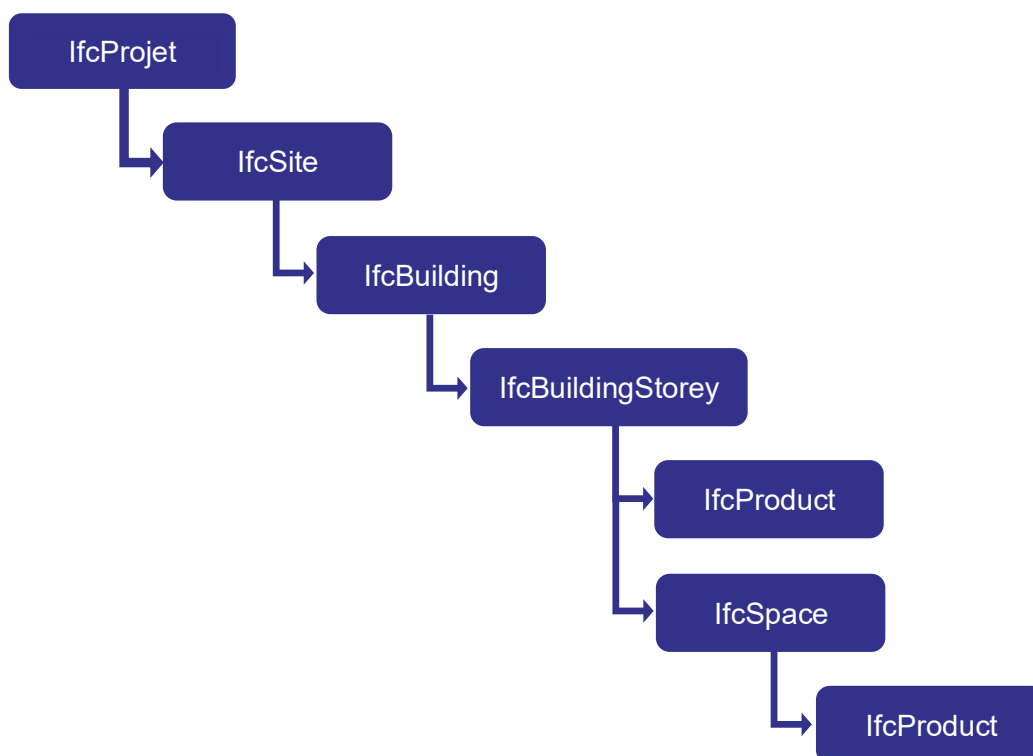 IfcProjet
IfcSite
IfcBuilding
IfcBuildingStorey
IfcProduct
IfcSpace
IfcProduct